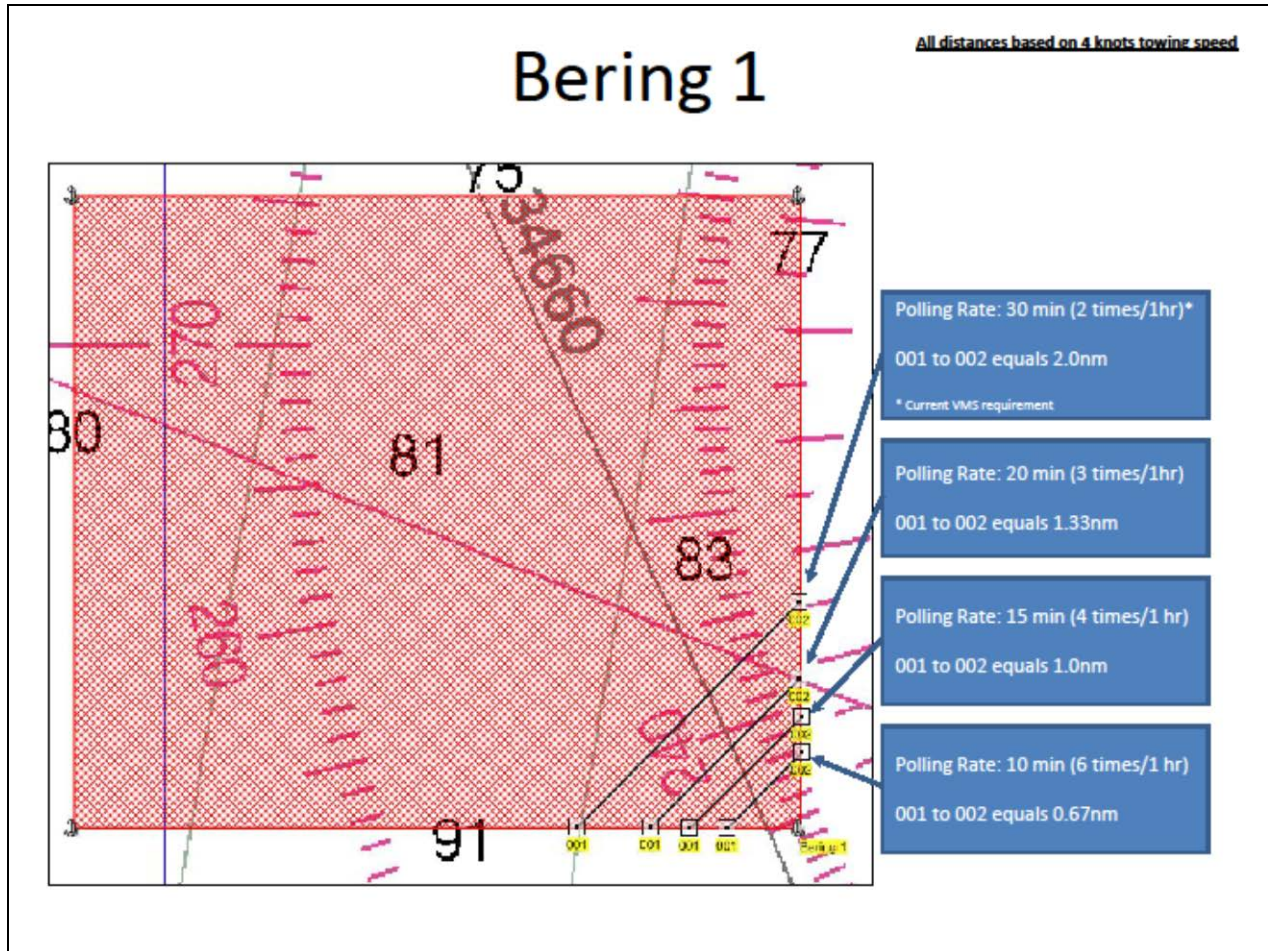 All distances based on 4 knots towing speed
Bering 1
75
34660
77
270
80
81
83
260
240
91
Polling Rate: 30 min (2 times/1hr)*
001 to 002 equals 2.0nm
* Current VMS requirement
Polling Rate: 20 min (3 times/1hr)
001 to 002 equals 1.33nm
Polling Rate: 15 min (4 times/1 hr)
001 to 002 equals 1.0nm
Polling Rate: 10 min (6 times/1 hr)
001 to 002 equals 0.67nm
002
002
002
002
001
001
001
001
Bering 1